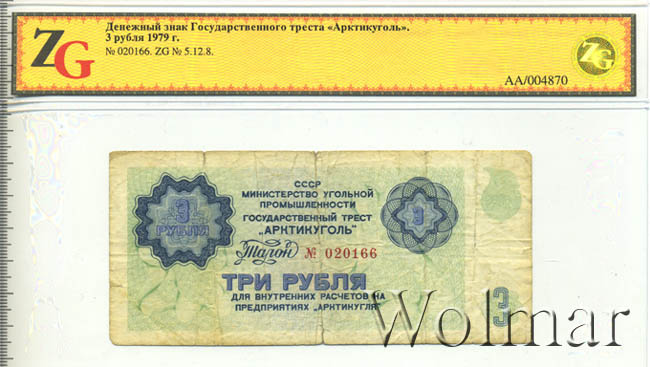 ZG
Денежный знак Государственного треста «Арктикуголь».
3 рубля 1979 г.
№ 020166. ZG № 5.12.8.
ZG
АА/004870
СССР
МИНИСТЕРСТВО УГОЛЬНОЙ
ПРОМЫШЛЕННОСТИ
ГОСУДАРСТВЕННЫЙ ТРЕСТ
„АРКТИКУГОЛЬ"
3
РУБЛЯ
3
Талон № 020166
ТРИ РУБЛЯ
ДЛЯ ВНУТРЕННИХ РАСЧЕТОВ НА
ПРЕДПРИЯТИЯХ „АРКТИКУГЛЯ"
3
Wolmar